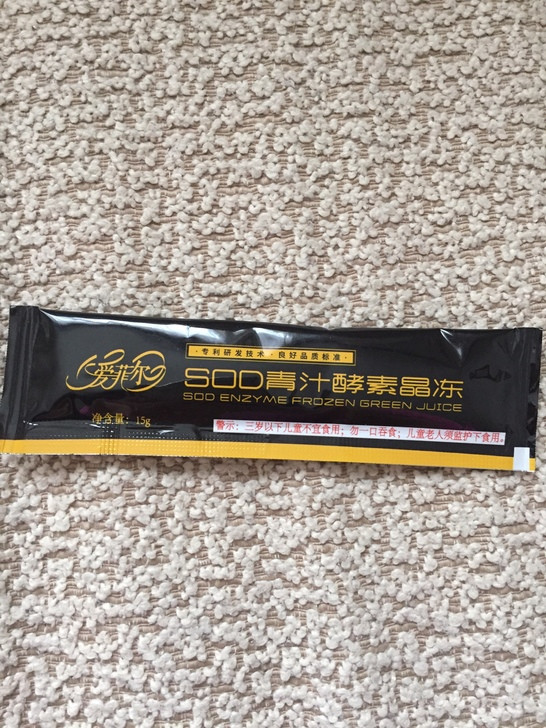 ·专利研发技术·良好品质标准·
爱菲尔
SOD青汁酵素晶冻
SOD ENZYME FROZEN GREEN JUICE
净含量：15g
警示：三岁以下儿童不宜食用；勿一口吞食；儿童老人须监护下食用。